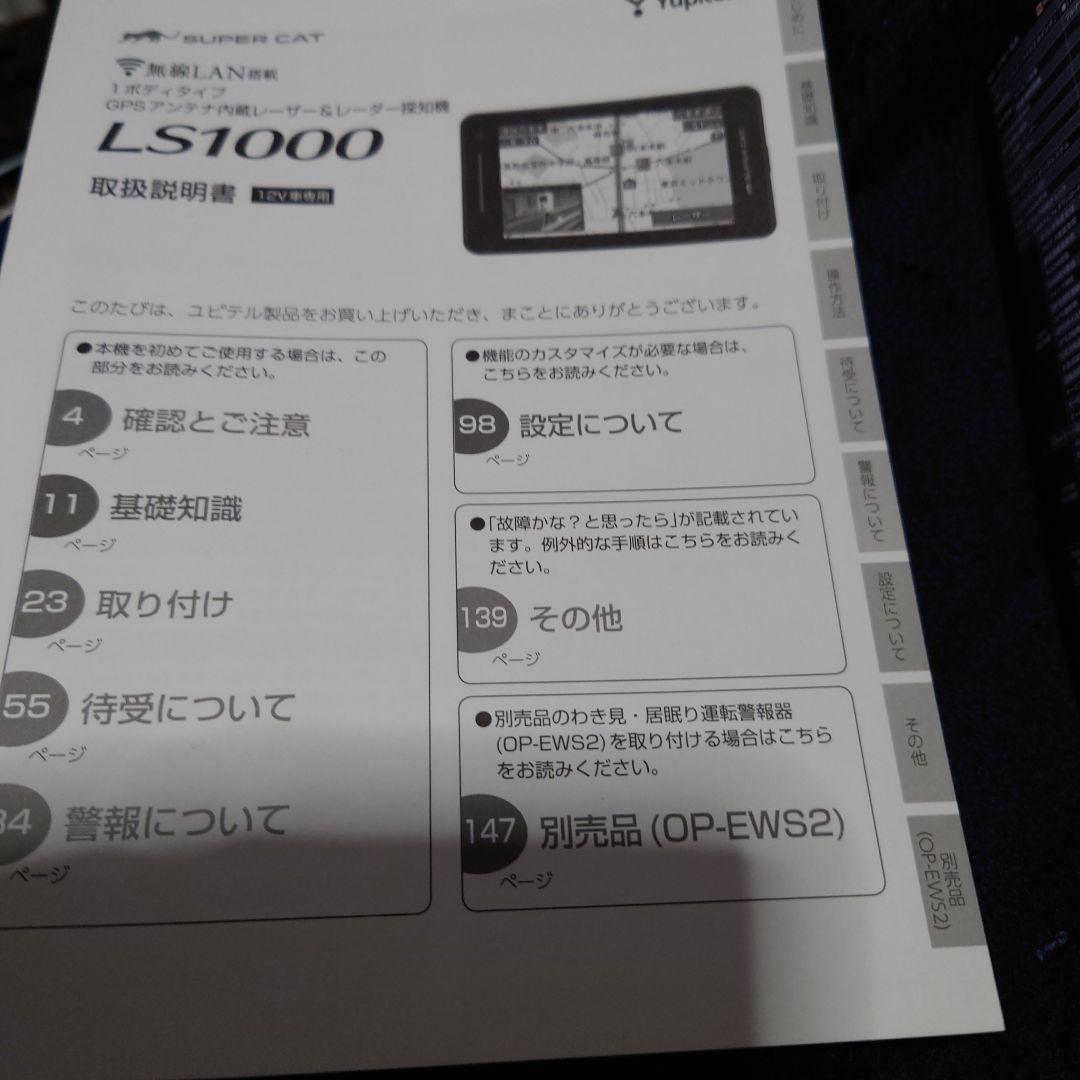 SUPER CAT
無線LAN搭載
1ボディタイプ
GPSアンテナ内蔵レーザー&レーダー探知機
LS1000
取扱説明書 12V車専用
このたびは、ユピテル製品をお買い上げいただき、まことにありがとうございます。
●本機を初めてご使用する場合は、この
部分をお読みください。
4 確認とご注意
ページ
11 基礎知識
ページ
23 取り付け
ページ
55 待受について
ページ
84 警報について
ページ
●機能のカスタマイズが必要な場合は、
こちらをお読みください。
98 設定について
ページ
●「故障かな?と思ったら」が記載されてい
ます。例外的な手順はこちらをお読みく
ださい。
139 その他
ページ
●別売品のわき見・居眠り運転警報器
(OP-EWS2)を取り付ける場合はこちら
をお読みください。
147 別売品(OP-EWS2)
ページ
基礎知識
取り付け
操作方法
待受について
警報について
設定について
その他
別売品
(OP-EWS2)